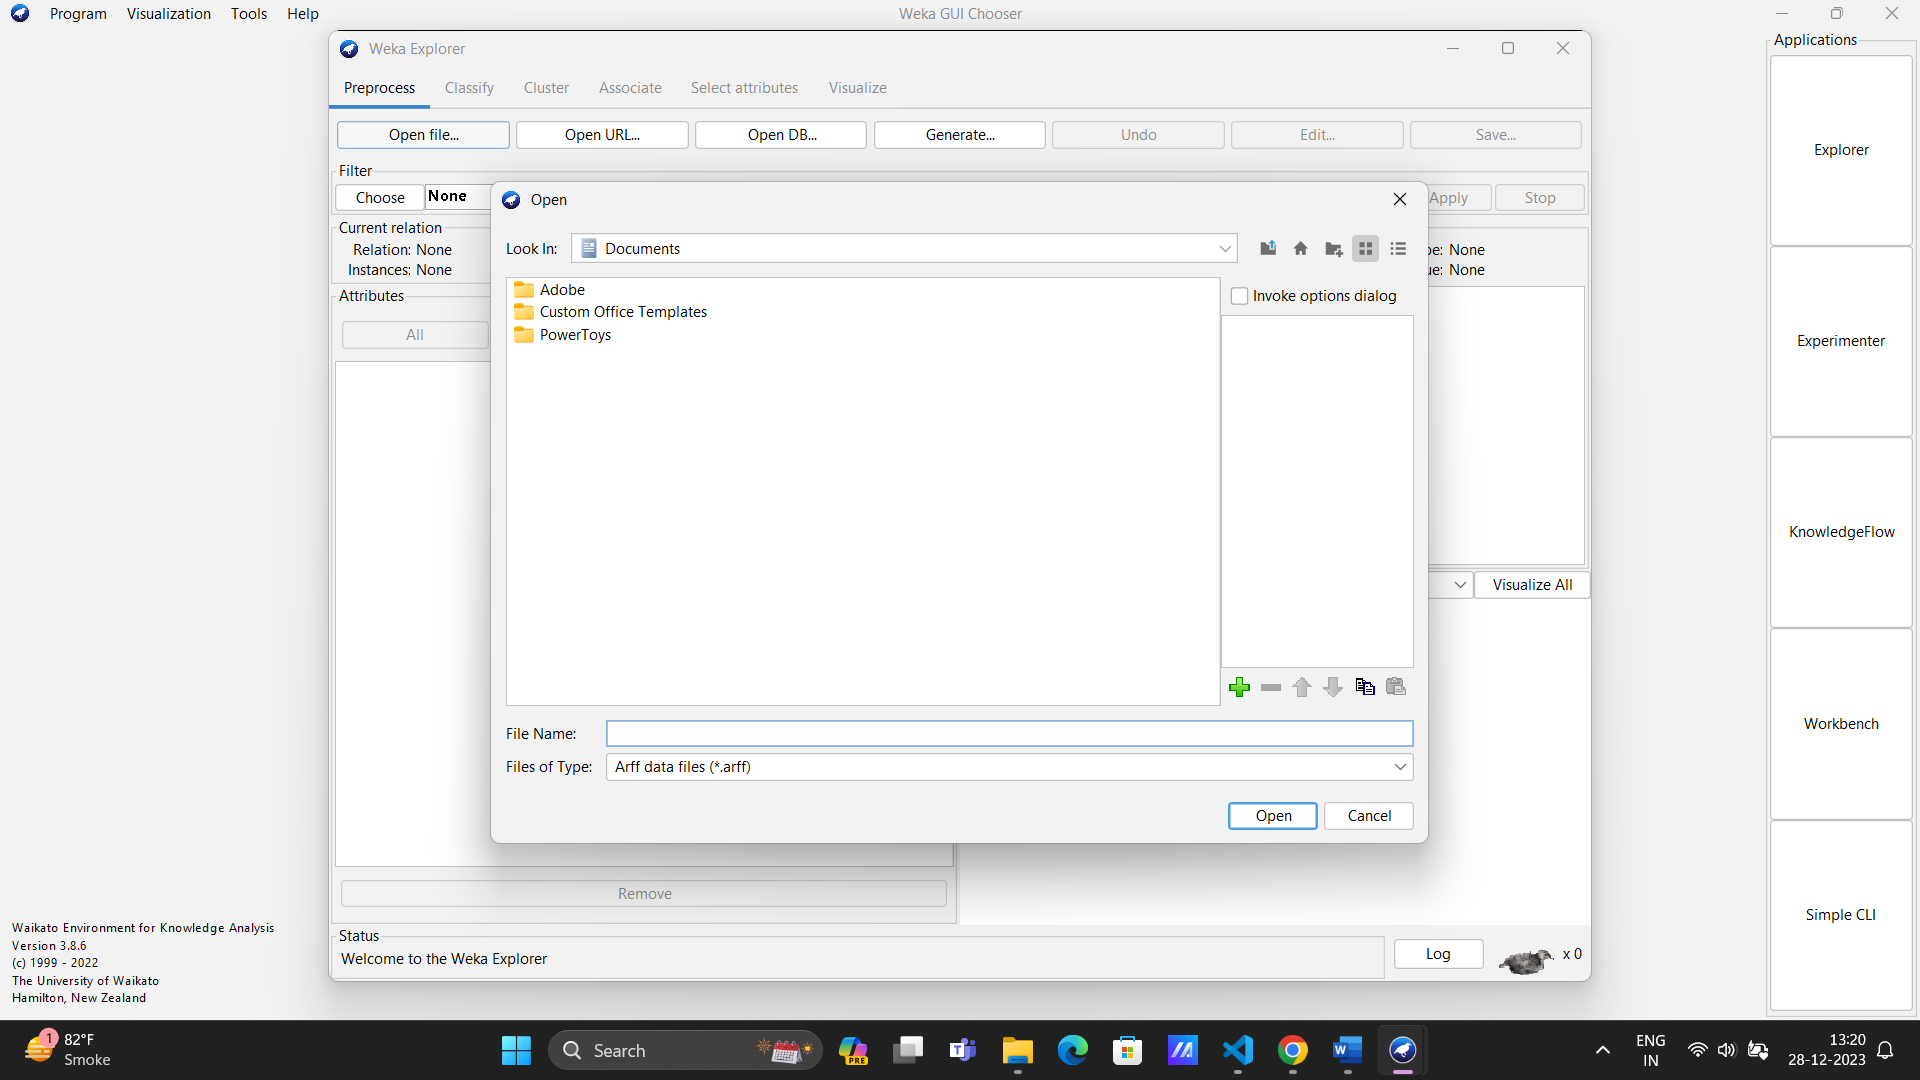 Program Visualization Tools Help
Weka GUI Chooser
Applications
Weka Explorer
Preprocess Classify Cluster Associate Select attributes Visualize
Open file... Open URL... Open DB... Generate... Undo Edit... Save...
Filter
Choose None
Apply Stop
Current relation
Relation: None
Instances: None
pe: None
ue: None
Attributes
All
Open
Look In: Documents
Adobe
Custom Office Templates
PowerToys
Invoke options dialog
File Name:
Files of Type: Arff data files (*.arff)
Open Cancel
Visualize All
Remove
Status
Welcome to the Weka Explorer
Log x 0
Explorer
Experimenter
KnowledgeFlow
Workbench
Simple CLI
Waikato Environment for Knowledge Analysis
Version 3.8.6
(c) 1999 - 2022
The University of Waikato
Hamilton, New Zealand
1
82°F
Smoke
Search
PRE
ENG
IN
13:20
28-12-2023